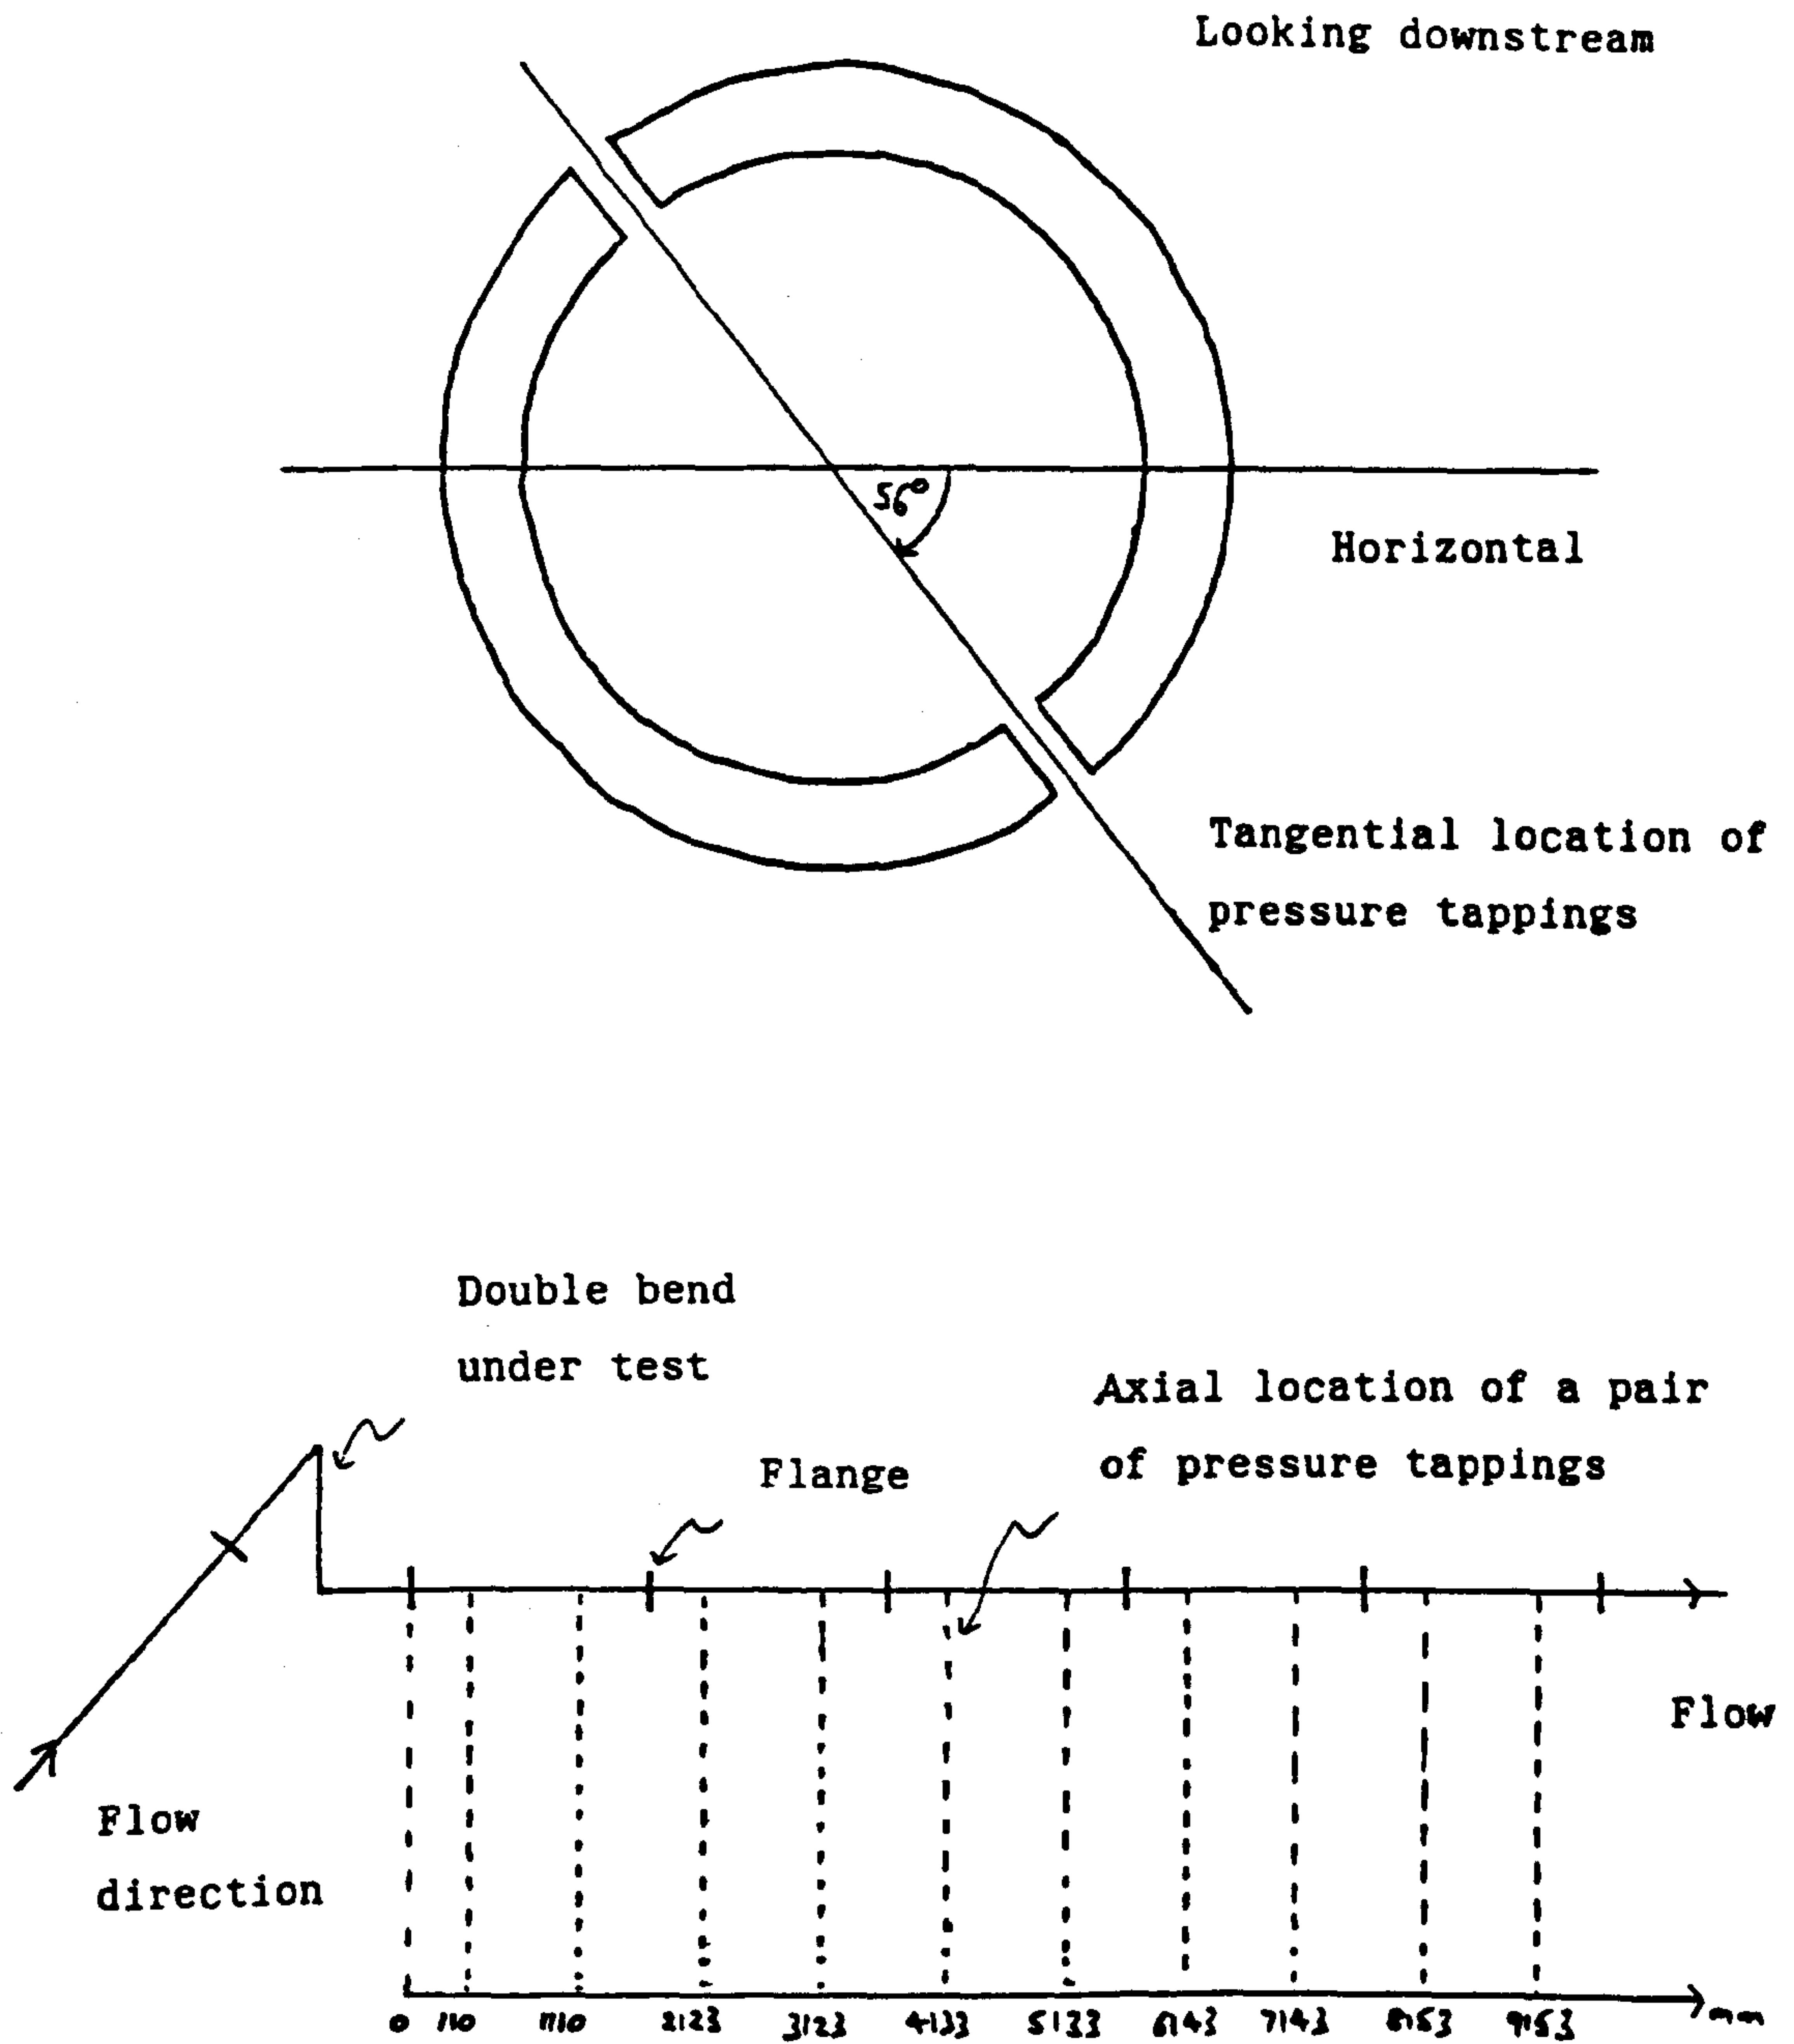 Looking downstream
56°
Horizontal
Tangential location of
pressure tappings
Double bend
under test
Axial location of a pair
of pressure tappings
Flange
Flow
Flow
direction
0 110 1110 2123 3123 4133 5133 6143 7143 8153 9153 mm